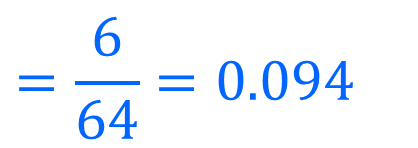 = 6/64 = 0.094